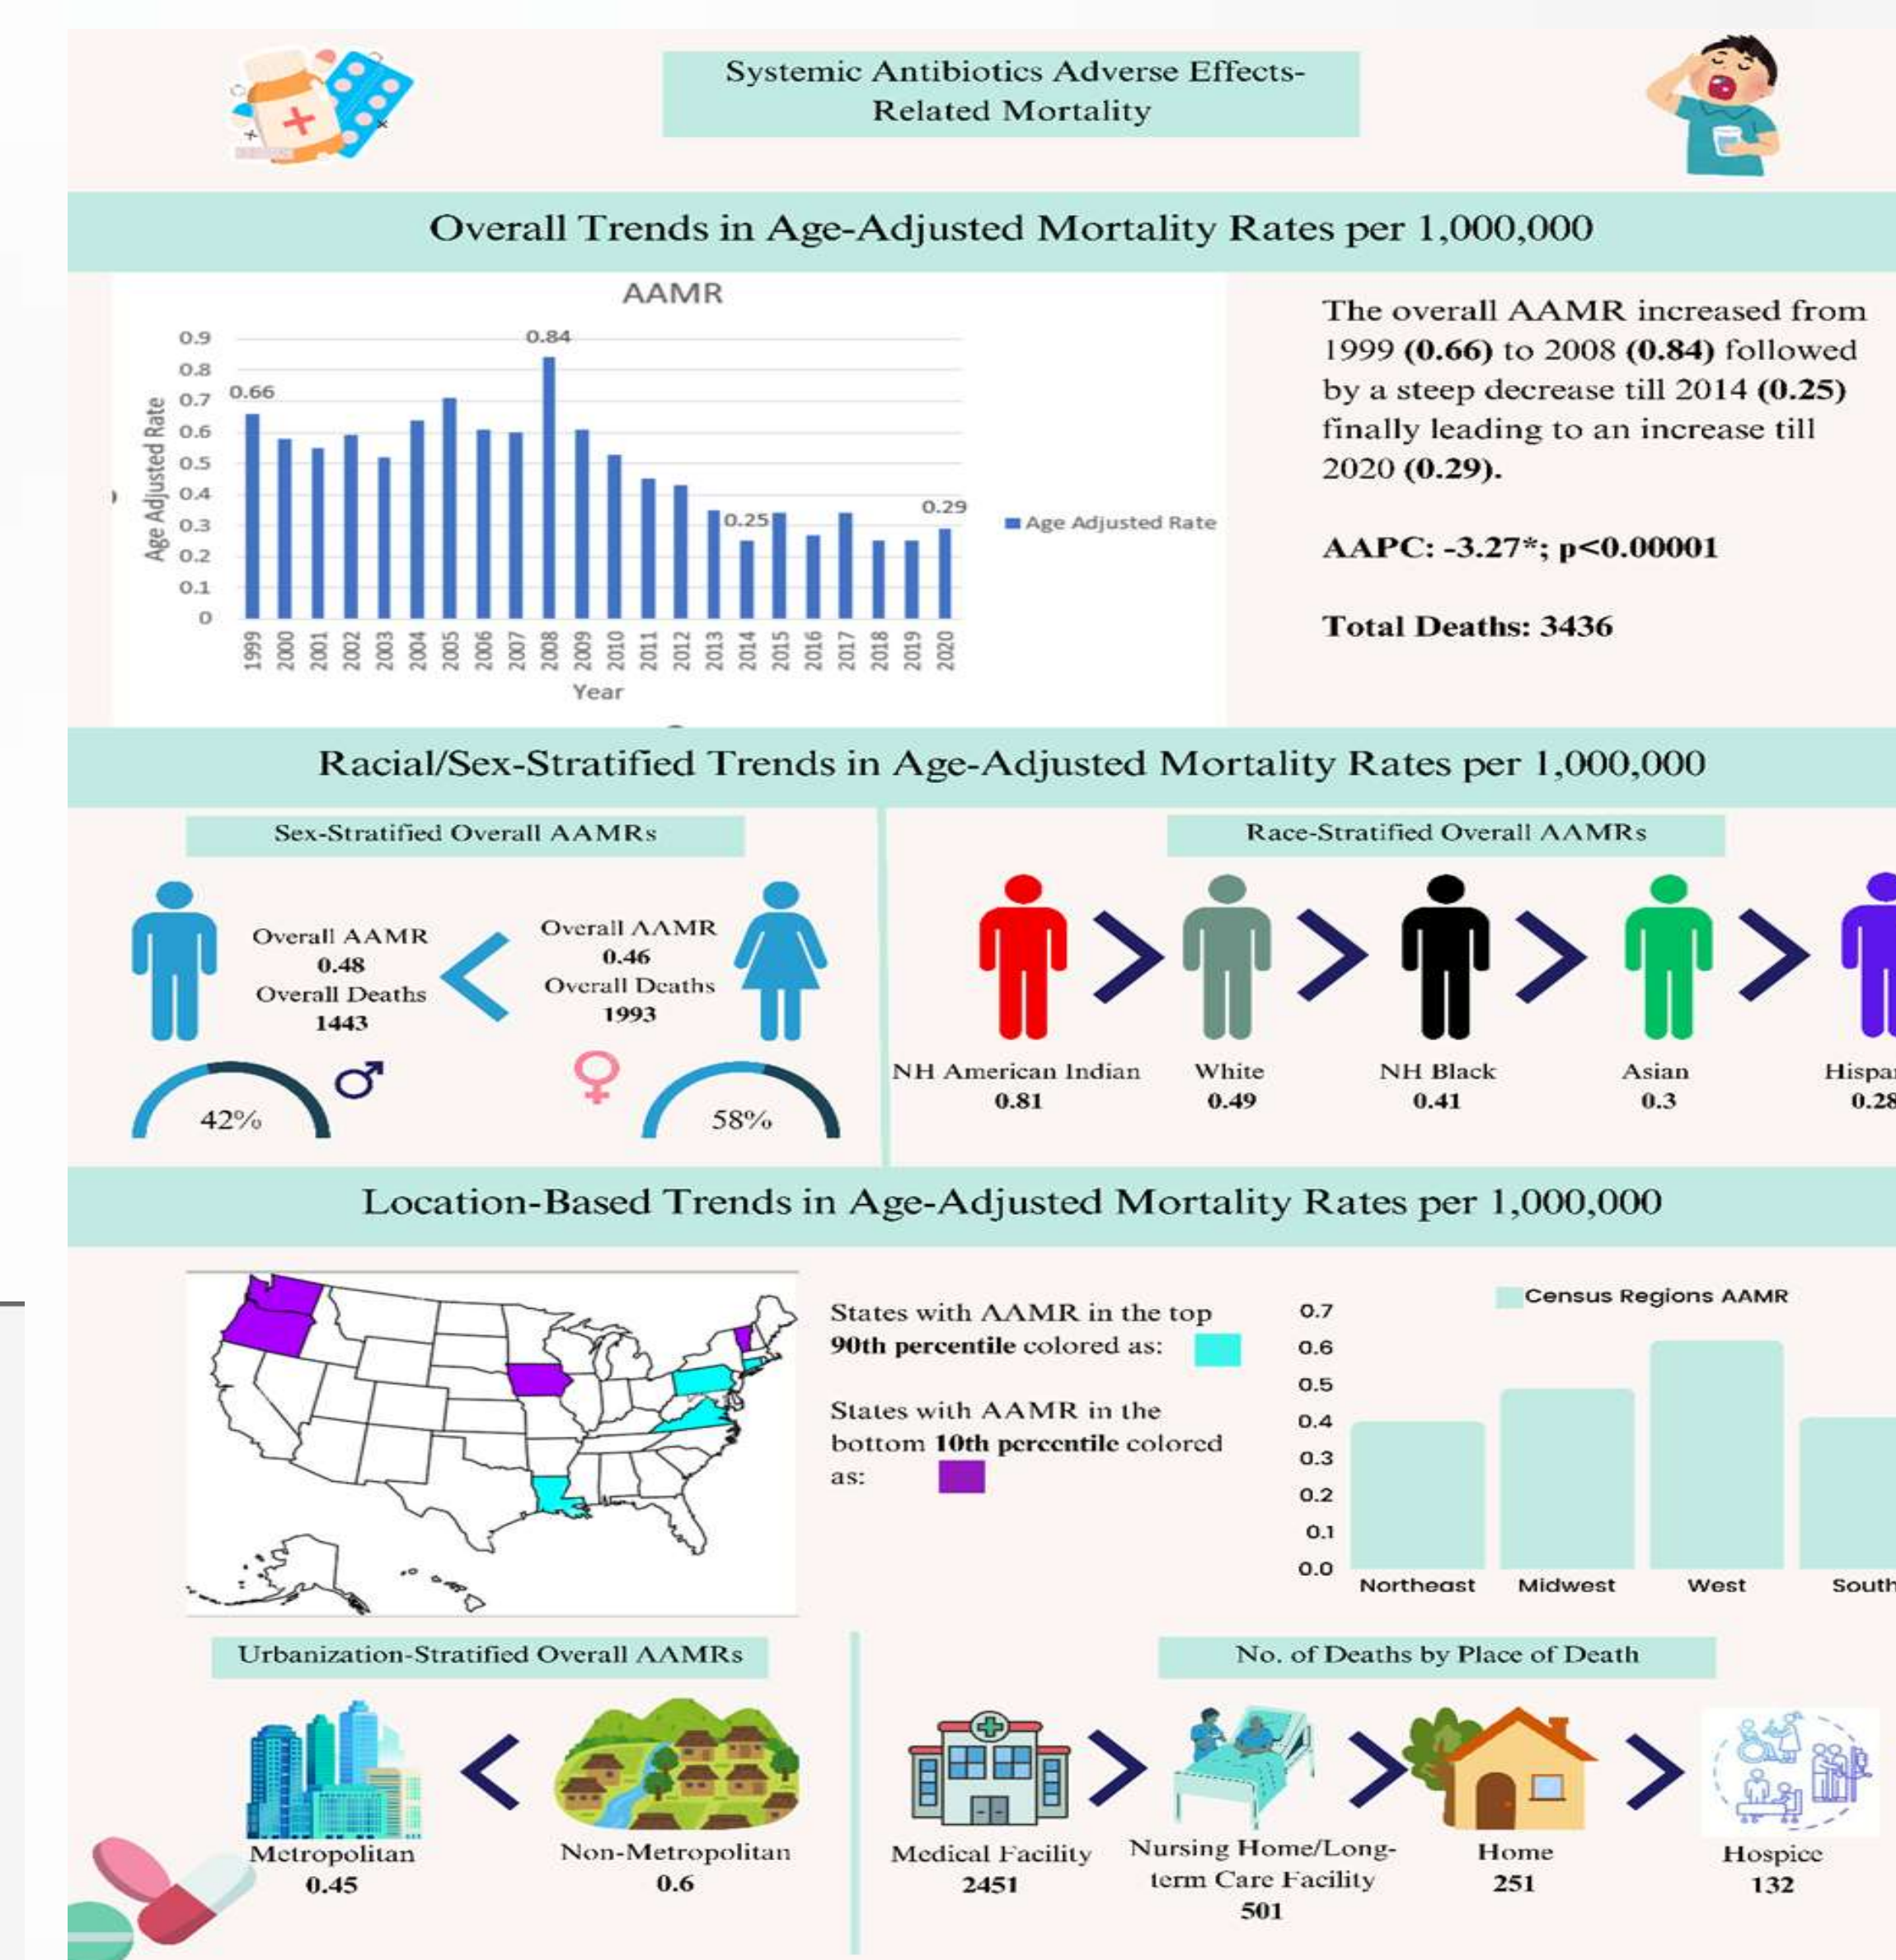 Systemic Antibiotics Adverse Effects-
Related Mortality
Overall Trends in Age-Adjusted Mortality Rates per 1,000,000
AAMR
0.9
0.8
0.7
0.6
0.5
0.4
0.3
0.2
0.1
0
Age Adjusted Rate
0.66
0.84
0.25
0.29
1999
2000
2001
2002
2003
2004
2005
2006
2007
2008
2009
2010
2011
2012
2013
2014
2015
2016
2017
2018
2019
2020
Year
Age Adjusted Rate
The overall AAMR increased from
1999 (0.66) to 2008 (0.84) followed
by a steep decrease till 2014 (0.25)
finally leading to an increase till
2020 (0.29).
AAPC: -3.27*; p<0.00001
Total Deaths: 3436
Racial/Sex-Stratified Trends in Age-Adjusted Mortality Rates per 1,000,000
Sex-Stratified Overall AAMRs
Overall AAMR
0.48
Overall Deaths
1443
<
Overall AAMR
0.46
Overall Deaths
1993
42%
♂
♀
58%
Race-Stratified Overall AAMRs
> > > >
NH American Indian
0.81
White
0.49
NH Black
0.41
Asian
0.3
Hispa
0.28
Location-Based Trends in Age-Adjusted Mortality Rates per 1,000,000
States with AAMR in the top
90th percentile colored as:
States with AAMR in the
bottom 10th percentile colored
as:
Census Regions AAMR
0.7
0.6
0.5
0.4
0.3
0.2
0.1
0.0
Northeast Midwest West South
Urbanization-Stratified Overall AAMRs
<
Metropolitan
0.45
Non-Metropolitan
0.6
No. of Deaths by Place of Death
> > >
Medical Facility
2451
Nursing Home/Long-
term Care Facility
501
Home
251
Hospice
132